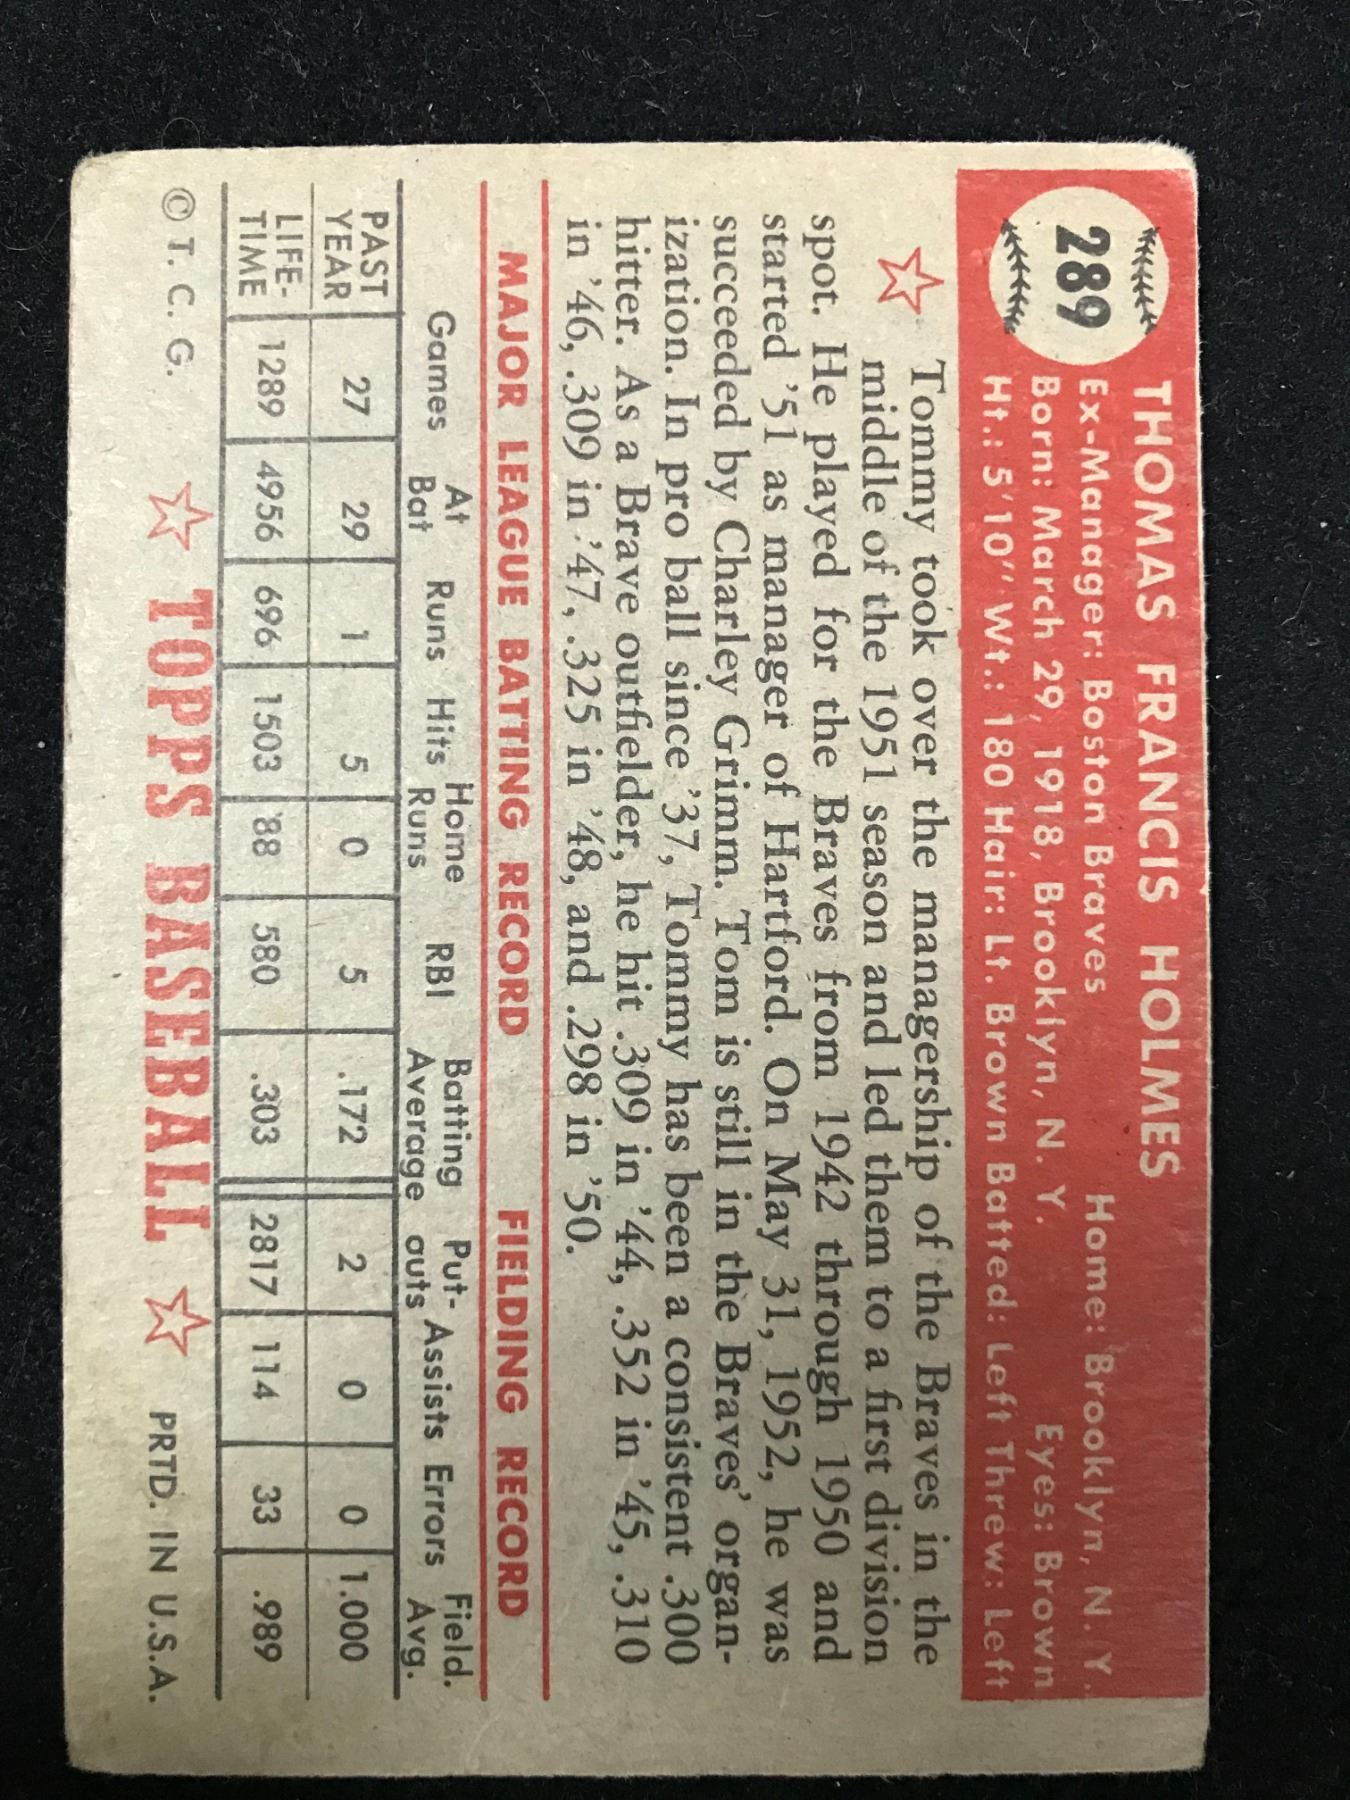 289
THOMAS FRANCIS HOLMES
Ex-Manager: Boston Braves Home: Brooklyn, N. Y.
Born: March 29, 1918, Brooklyn, N. Y. Eyes: Brown
Ht.: 5'10" Wt.: 180 Hair: Lt. Brown Batted: Left Threw: Left
Tommy took over the managership of the Braves in the
middle of the 1951 season and led them to a first division
spot. He played for the Braves from 1942 through 1950 and
started '51 as manager of Hartford. On May 31, 1952, he was
succeeded by Charley Grimm. Tom is still in the Braves' organ-
ization. In pro ball since '37, Tommy has been a consistent .300
hitter. As a Brave outfielder, he hit .309 in '44, .352 in '45, .310
in '46, .309 in '47, .325 in '48, and .298 in '50.
MAJOR LEAGUE BATTING RECORD FIELDING RECORD
Games At Bat Runs Hits Home Runs RBI Batting Average Put-outs Assists Errors Field. Avg.
PAST YEAR 27 29 1 5 0 5 .172 2 0 0 1.000
LIFE-TIME 1289 4956 696 1503 88 580 .303 2817 114 33 .989
© T. C. G. TOPPS BASEBALL PRTD. IN U.S.A.